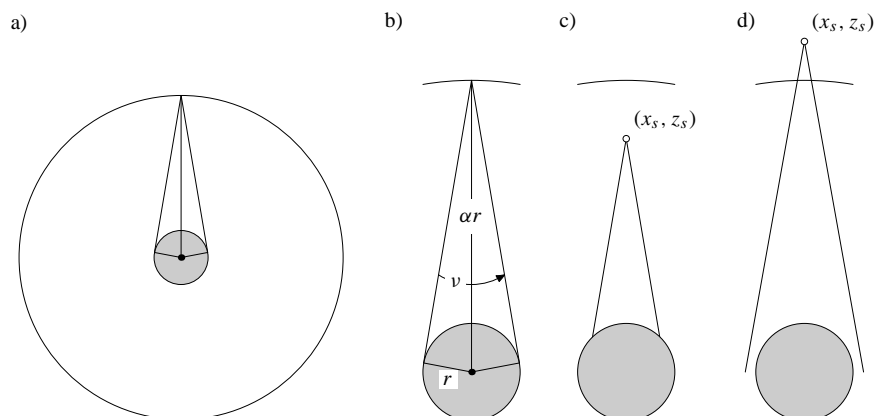 a)
b)
c)
d)
(x_s, z_s)
(x_s, z_s)
αr
ν
r